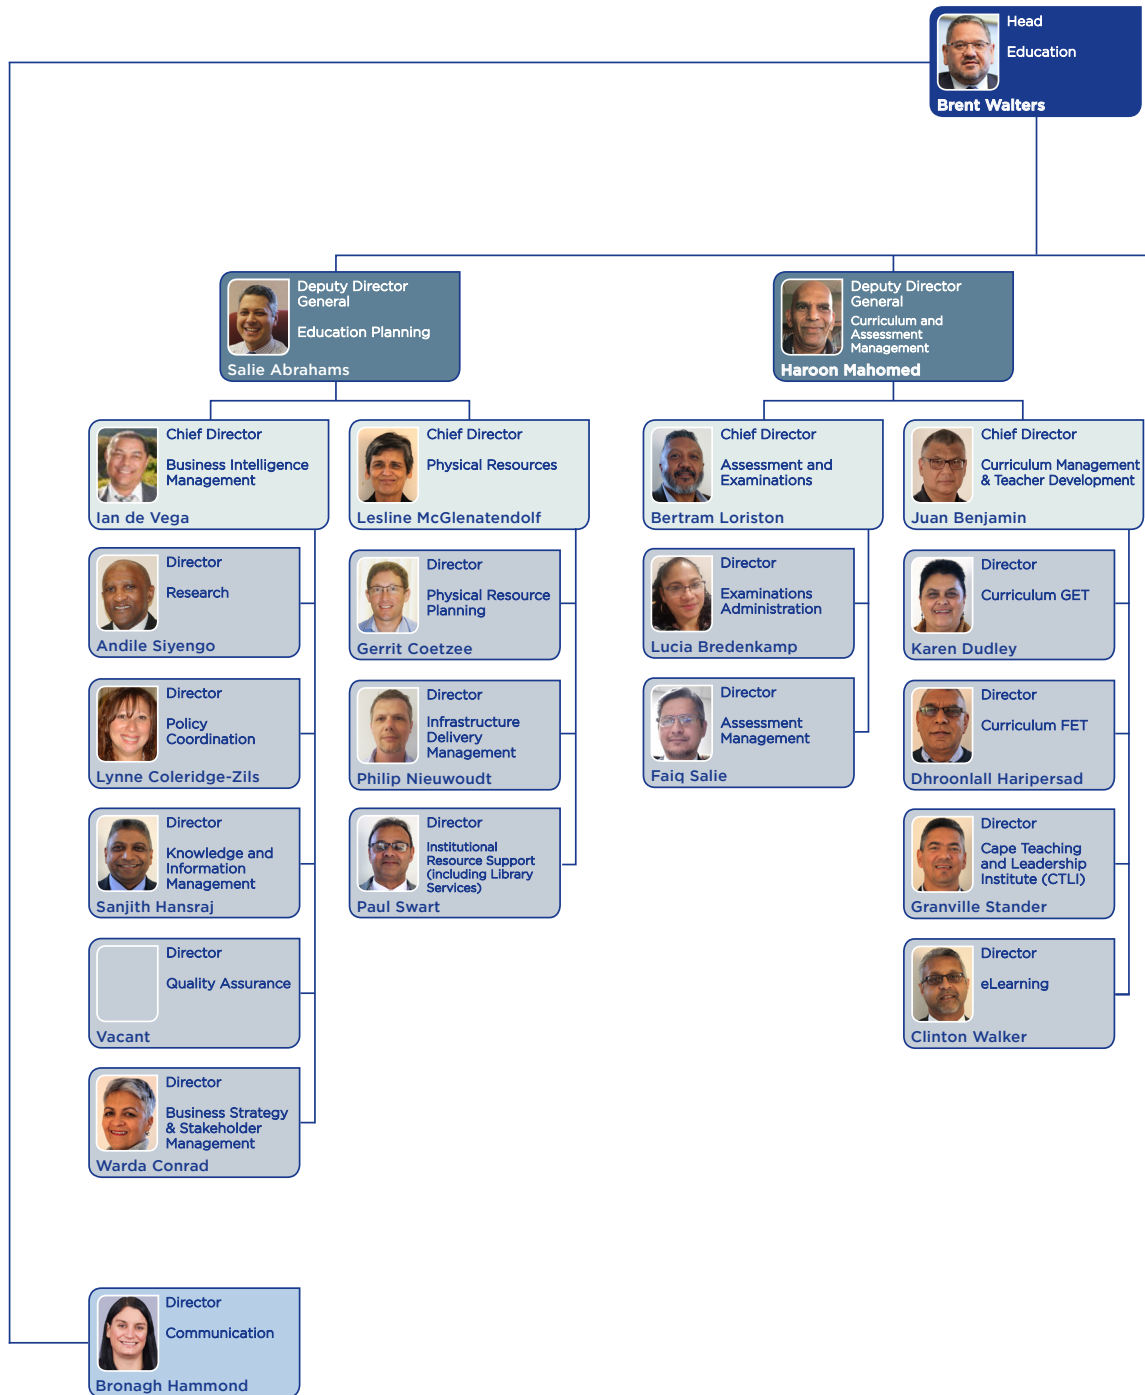 Head
Education
Brent Walters
Deputy Director
General
Education Planning
Salie Abrahams
Deputy Director
General
Curriculum and
Assessment
Management
Haroon Mahomed
Chief Director
Business Intelligence
Management
Ian de Vega
Chief Director
Physical Resources
Lesline McGlenatendolf
Chief Director
Assessment and
Examinations
Bertram Loriston
Chief Director
Curriculum Management
& Teacher Development
Juan Benjamin
Director
Research
Andile Siyengo
Director
Physical Resource
Planning
Gerrit Coetzee
Director
Examinations
Administration
Lucia Bredenkamp
Director
Curriculum GET
Karen Dudley
Director
Policy
Coordination
Lynne Coleridge-Zils
Director
Infrastructure
Delivery
Management
Philip Nieuwoudt
Director
Assessment
Management
Faiq Salie
Director
Curriculum FET
Dhroonlall Haripersad
Director
Knowledge and
Information
Management
Sanjith Hansraj
Director
Institutional
Resource Support
(including Library
Services)
Paul Swart
Director
Cape Teaching
and Leadership
Institute (CTLI)
Granville Stander
Director
Quality Assurance
Vacant
Director
eLearning
Clinton Walker
Director
Business Strategy
& Stakeholder
Management
Warda Conrad
Director
Communication
Bronagh Hammond